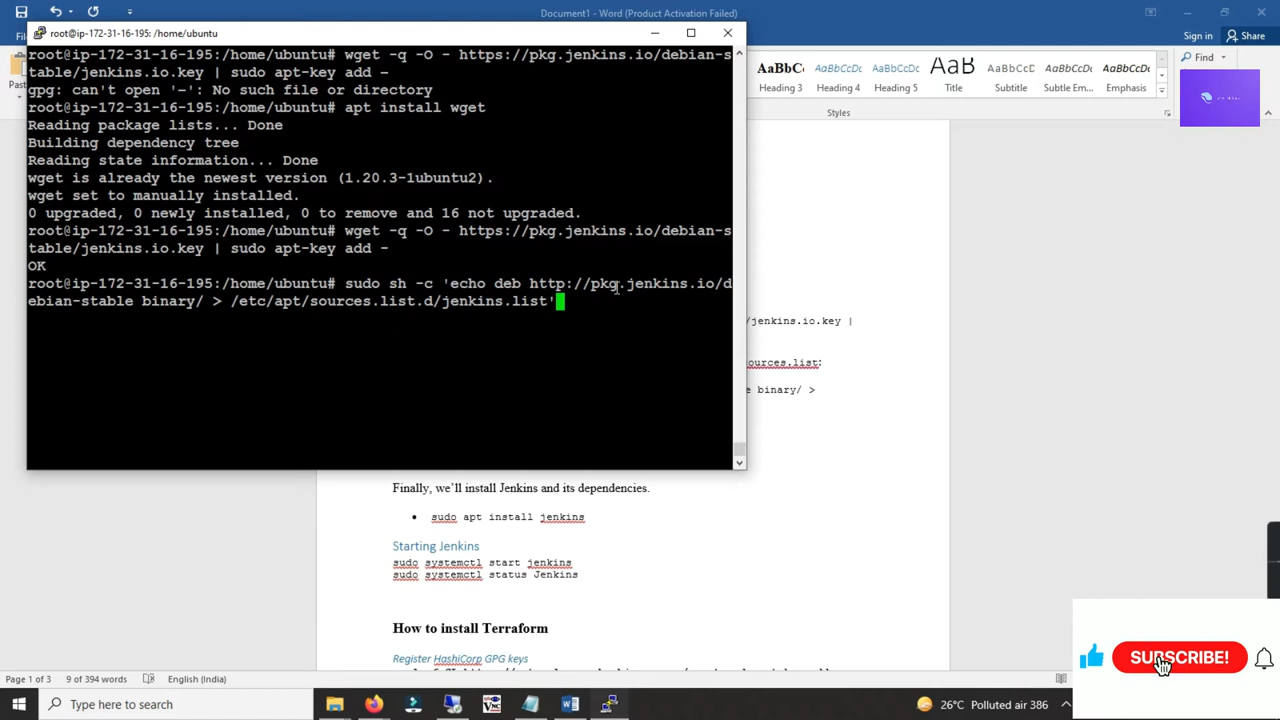 Document1 - Word (Product Activation Failed)
root@ip-172-31-16-195: /home/ubuntu
Sign in
Share
Find
Past
AaBbC
AaBbCcDc
AaBbCcDc
AaB
AaBbCcD
AaBbCcDc
AaBbCcDc
Heading 3
Heading 4
Heading 5
Title
Subtitle
Subtle Em...
Emphasis
Styles
root@ip-172-31-16-195:/home/ubuntu# wget -q -O – https://pkg.jenkins.io/debian-s
table/jenkins.io.key | sudo apt-key add –
gpg: can't open '–': No such file or directory
root@ip-172-31-16-195:/home/ubuntu# apt install wget
Reading package lists... Done
Building dependency tree
Reading state information... Done
wget is already the newest version (1.20.3-1ubuntu2).
wget set to manually installed.
0 upgraded, 0 newly installed, 0 to remove and 16 not upgraded.
root@ip-172-31-16-195:/home/ubuntu# wget -q -O - https://pkg.jenkins.io/debian-s
table/jenkins.io.key | sudo apt-key add -
OK
root@ip-172-31-16-195:/home/ubuntu# sudo sh -c 'echo deb http://pkg.jenkins.io/d
ebian-stable binary/ > /etc/apt/sources.list.d/jenkins.list'
/jenkins.io.key |
ources.list:
e binary/ >
Finally, we'll install Jenkins and its dependencies.
• sudo apt install jenkins
Starting Jenkins
sudo systemctl start jenkins
sudo systemctl status Jenkins
How to install Terraform
Register HashiCorp GPG keys
SUBSCRIBE!
Page 1 of 3
9 of 394 words
English (India)
Type here to search
26°C Polluted air 386